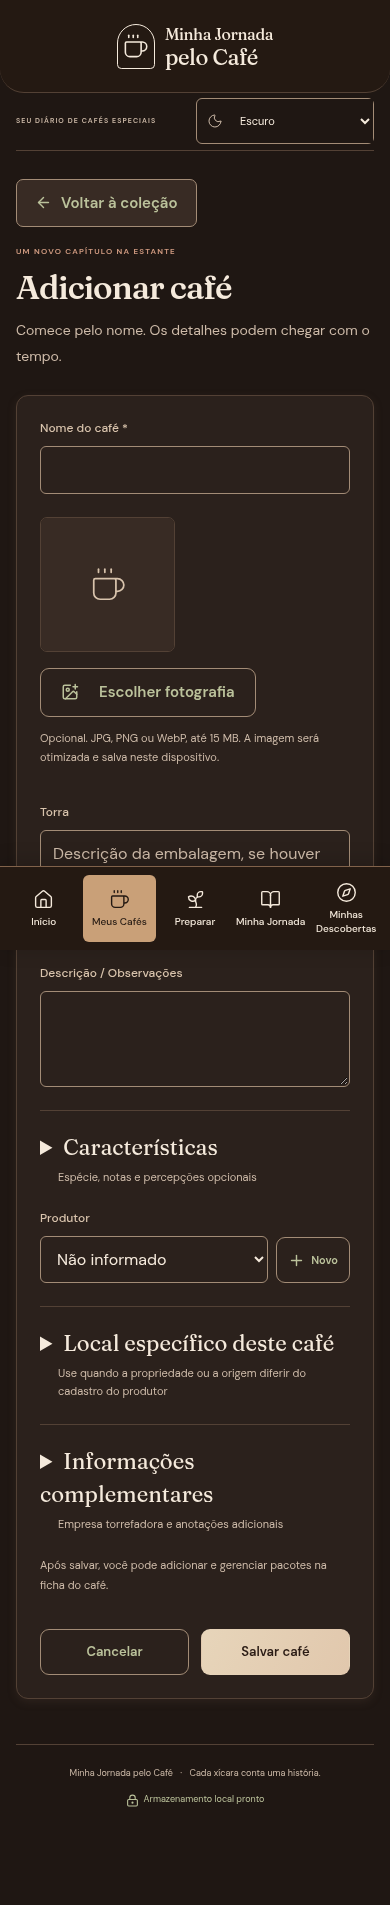 Minha Jornada
pelo Café
SEU DIÁRIO DE CAFÉS ESPECIAIS
Escuro
Voltar à coleção
UM NOVO CAPÍTULO NA ESTANTE
Adicionar café
Comece pelo nome. Os detalhes podem chegar com o
tempo.
Nome do café *
Escolher fotografia
Opcional. JPG, PNG ou WebP, até 15 MB. A imagem será
otimizada e salva neste dispositivo.
Torra
Descrição da embalagem, se houver
Início
Meus Cafés
Preparar
Minha Jornada
Minhas
Descobertas
Descrição / Observações
Características
Espécie, notas e percepções opcionais
Produtor
Não informado
Novo
Local específico deste café
Use quando a propriedade ou a origem diferir do
cadastro do produtor
Informações
complementares
Empresa torrefadora e anotações adicionais
Após salvar, você pode adicionar e gerenciar pacotes na
ficha do café.
Cancelar
Salvar café
Minha Jornada pelo Café · Cada xícara conta uma história.
Armazenamento local pronto